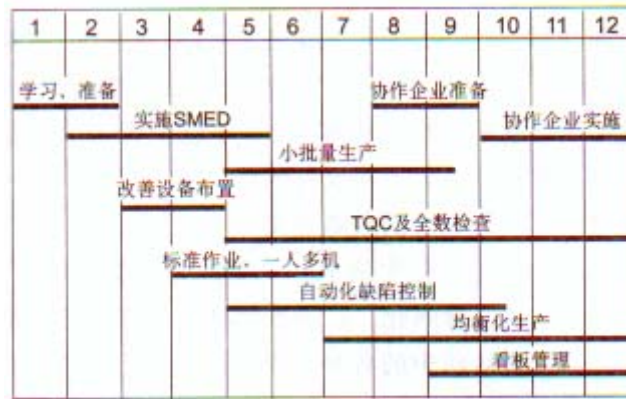 1 2 3 4 5 6 7 8 9 10 11 12
学习、准备 协作企业准备
实施SMED 协作企业实施
小批量生产
改善设备布置
TQC及全数检查
标准作业、一人多机
自动化缺陷控制
均衡化生产
看板管理